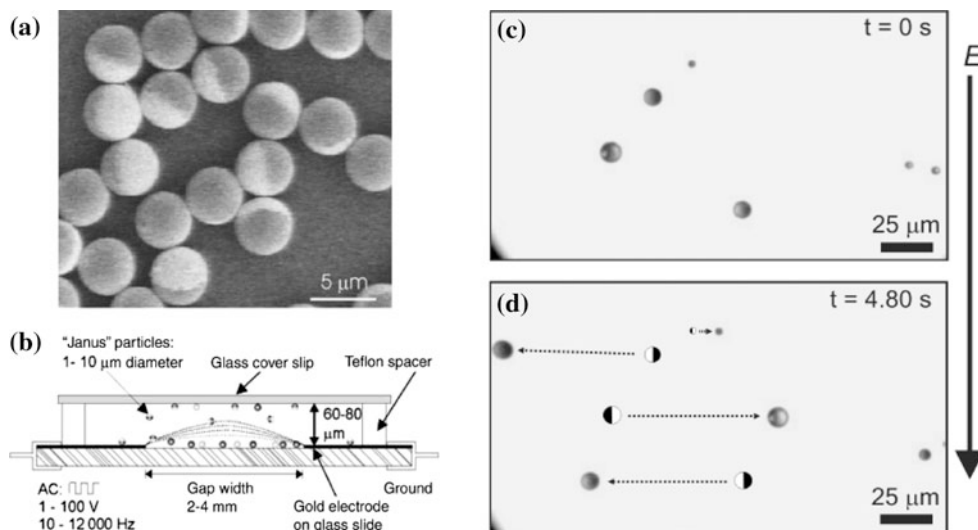 (a)
5 μm
(b)
"Janus" particles:
1- 10 μm diameter
Glass cover slip
Teflon spacer
60-80
μm
AC:
1 - 100 V
10 - 12 000 Hz
Gap width
2-4 mm
Gold electrode
on glass slide
Ground
(c)
t = 0 s
25 μm
(d)
t = 4.80 s
25 μm
E